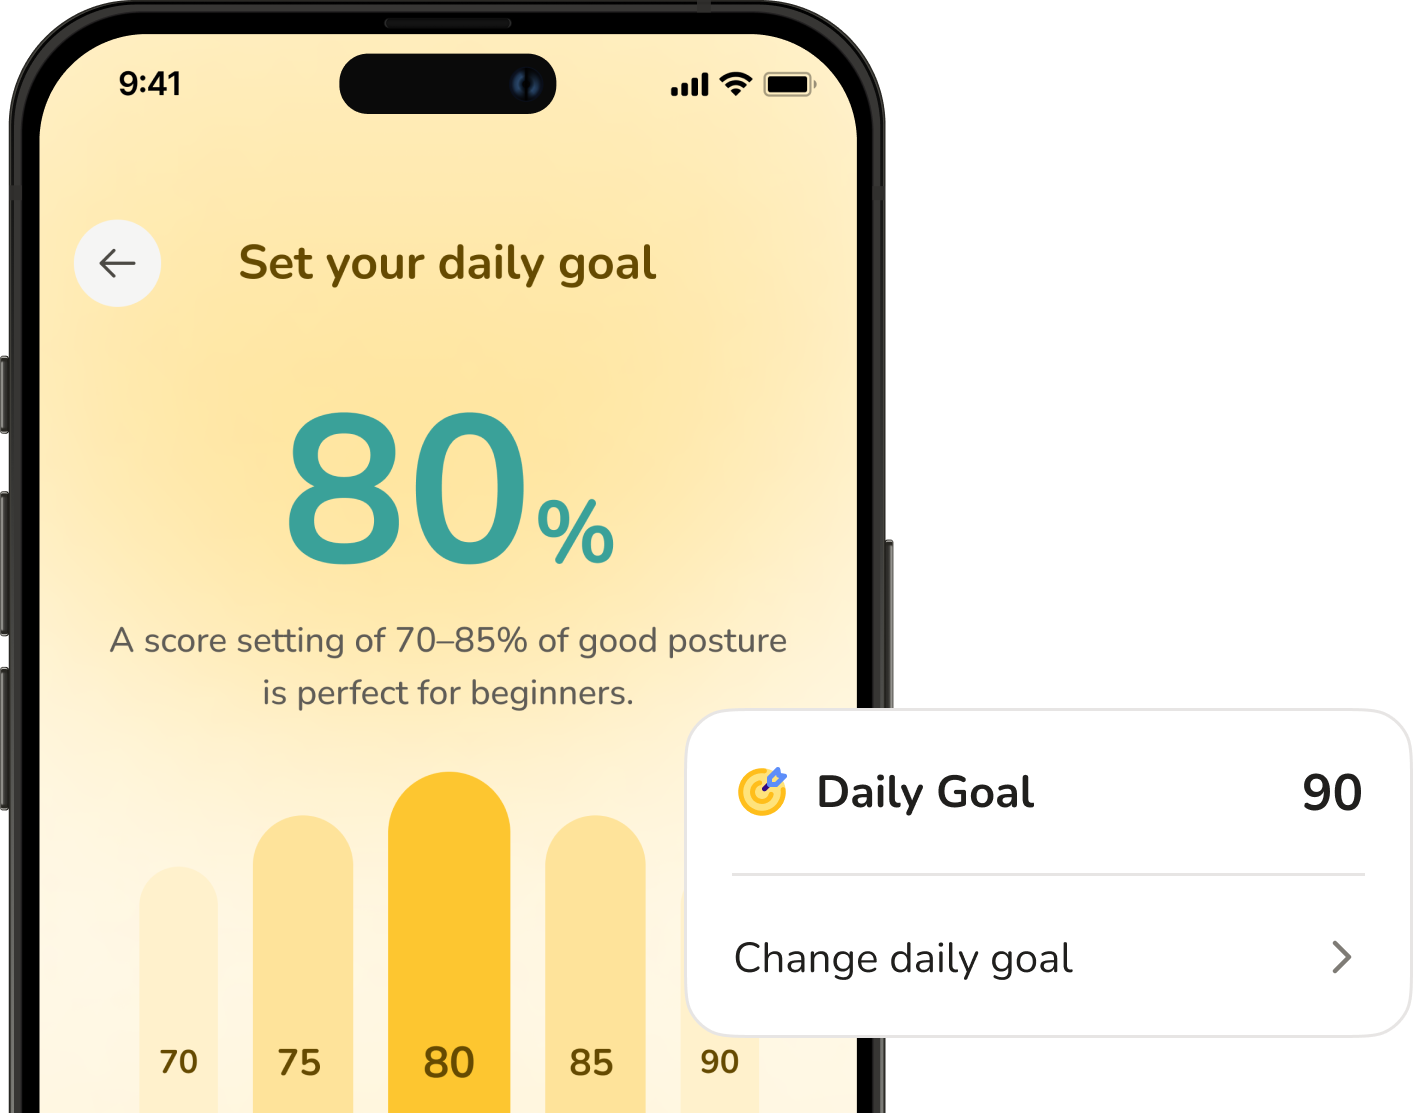 9:41
Set your daily goal
80%
A score setting of 70–85% of good posture
is perfect for beginners.
Daily Goal 90
Change daily goal
70 75 80 85 90